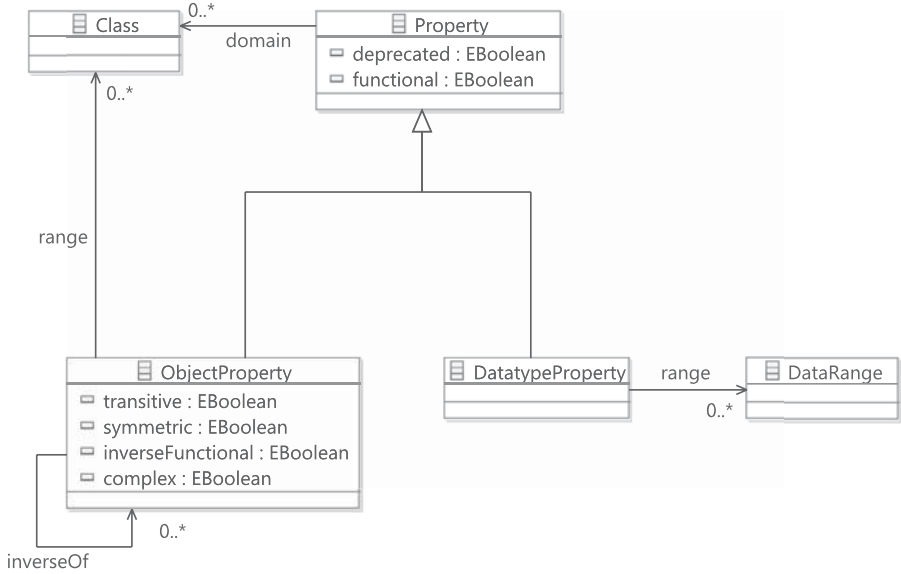 Class
0..*
domain
Property
deprecated : EBoolean
functional : EBoolean
0..*
range
ObjectProperty
transitive : EBoolean
symmetric : EBoolean
inverseFunctional : EBoolean
complex : EBoolean
DatatypeProperty
range
0..*
DataRange
0..*
inverseOf